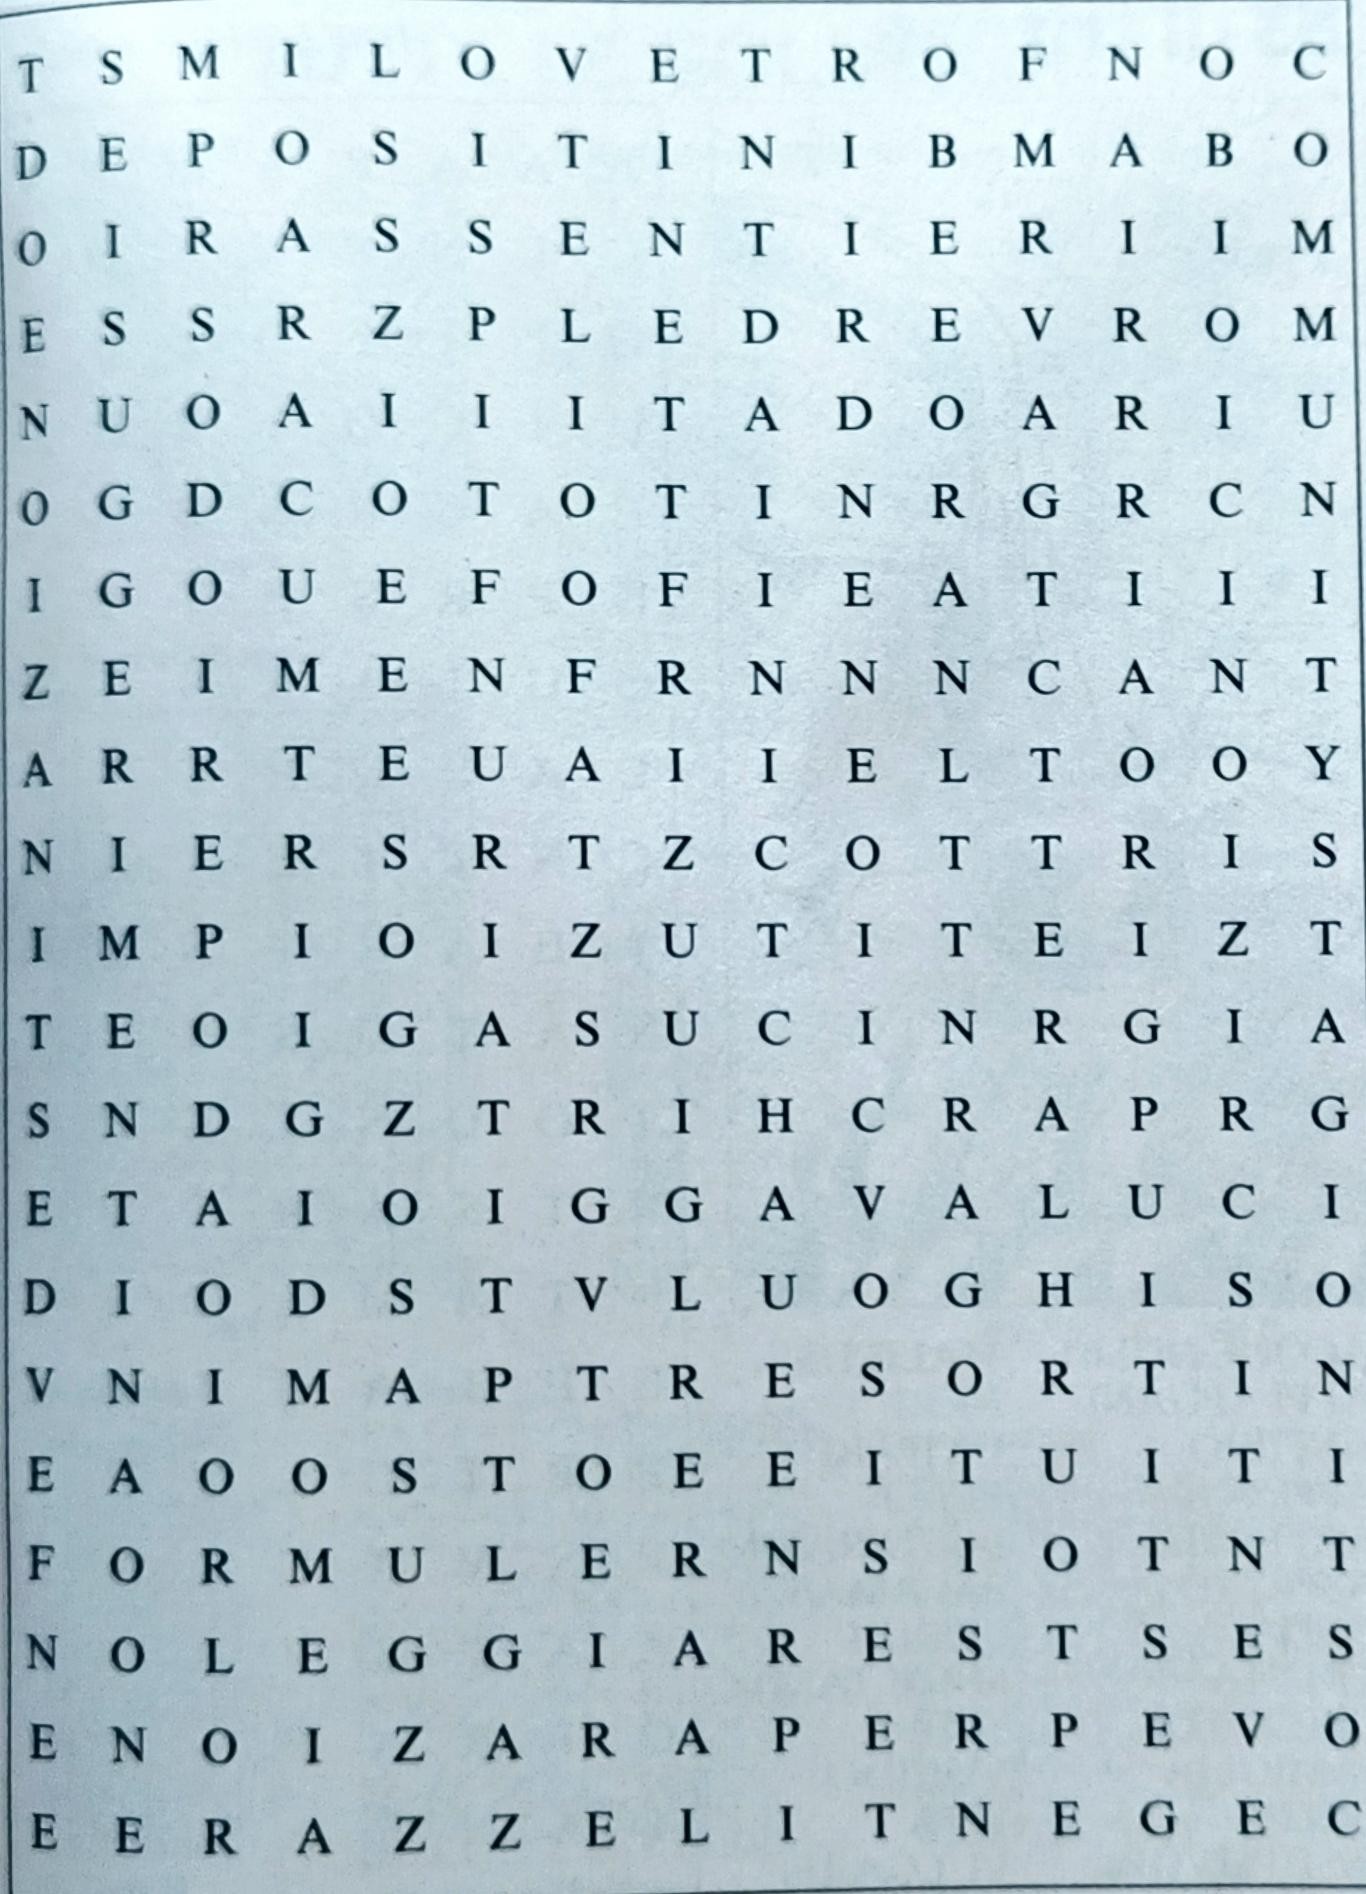 T S M I L O V E T R O F N O C
D E P O S I T I N I B M A B O
O I R A S S E N T I E R I I M
E S S R Z P L E D R E V R O M
N U O A I I I T A D O A R I U
O G D C O T O T I N R G R C N
I G O U E F O F I E A T I I I
Z E I M E N F R N N N C A N T
A R R T E U A I I E L T O O Y
N I E R S R T Z C O T T R I S
I M P I O I Z U T I T E I Z T
T E O I G A S U C I N R G I A
S N D G Z T R I H C R A P R G
E T A I O I G G A V A L U C I
D I O D S T V L U O G H I S O
V N I M A P T R E S O R T I N
E A O O S T O E E I T U I T I
F O R M U L E R N S I O T N T
N O L E G G I A R E S T S E S
E N O I Z A R A P E R P E V O
E E R A Z Z E L I T N E G E C